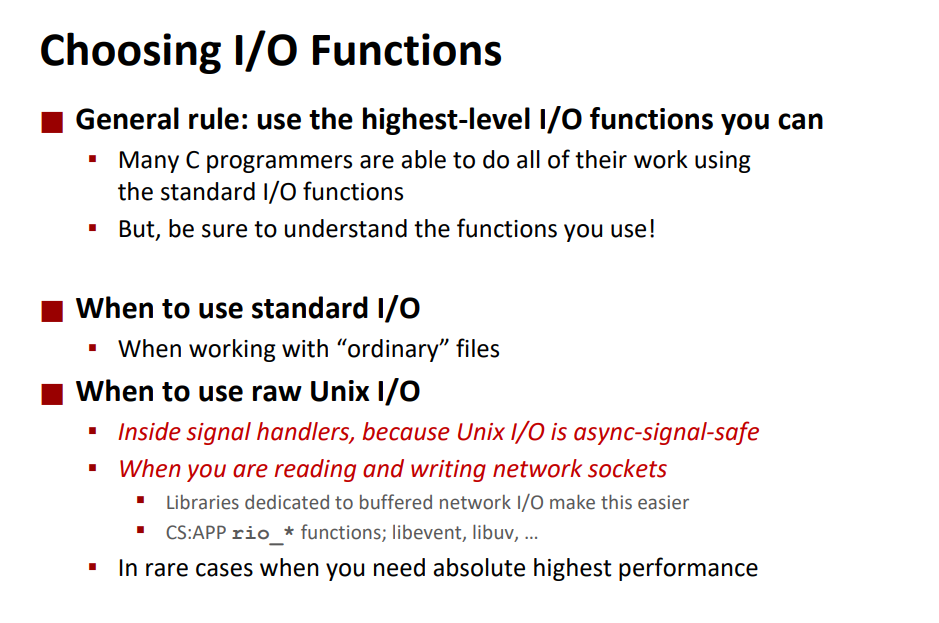 Choosing I/O Functions
General rule: use the highest-level I/O functions you can
Many C programmers are able to do all of their work using
the standard I/O functions
But, be sure to understand the functions you use!
When to use standard I/O
When working with “ordinary” files
When to use raw Unix I/O
Inside signal handlers, because Unix I/O is async-signal-safe
When you are reading and writing network sockets
Libraries dedicated to buffered network I/O make this easier
CS:APP rio_* functions; libevent, libuv, …
In rare cases when you need absolute highest performance